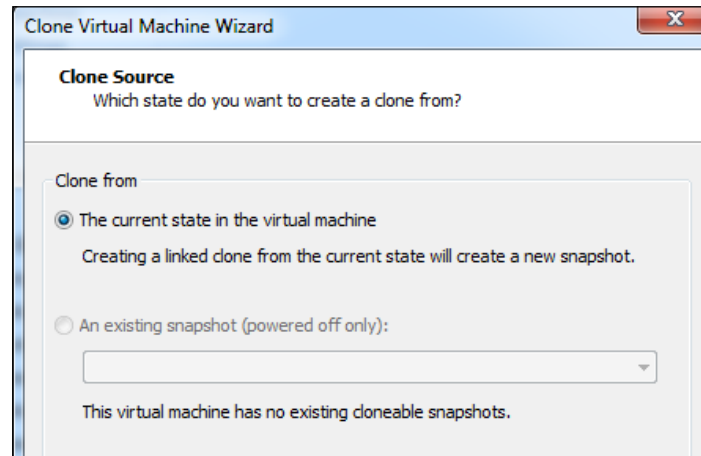 Clone Virtual Machine Wizard
Clone Source
Which state do you want to create a clone from?
Clone from
The current state in the virtual machine
Creating a linked clone from the current state will create a new snapshot.
An existing snapshot (powered off only):
This virtual machine has no existing cloneable snapshots.